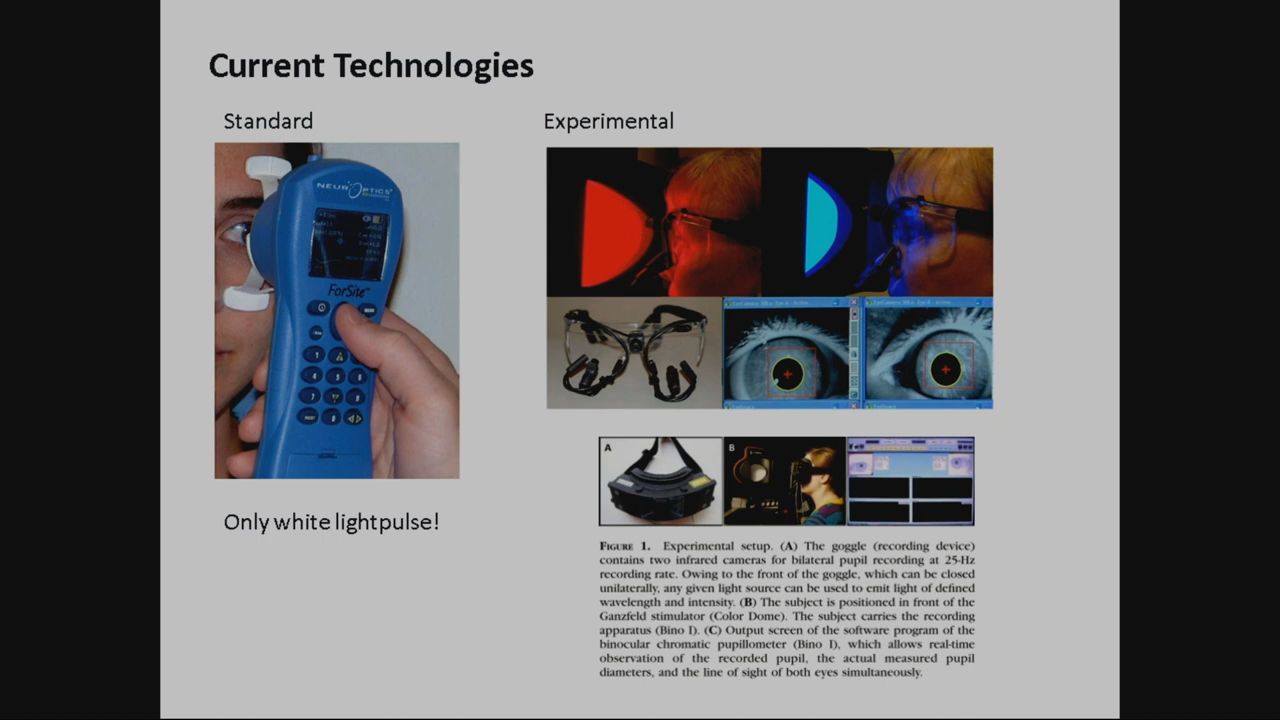 Current Technologies
Standard
Experimental
NEUROPTICS
ForSite™
A
B
Only white lightpulse!
FIGURE 1. Experimental setup. (A) The goggle (recording device)
contains two infrared cameras for bilateral pupil recording at 25-Hz
recording rate. Owing to the front of the goggle, which can be closed
unilaterally, any given light source can be used to emit light of defined
wavelength and intensity. (B) The subject is positioned in front of the
Ganzfeld stimulator (Color Dome). The subject carries the recording
apparatus (Bino I). (C) Output screen of the software program of the
binocular chromatic pupillometer (Bino I), which allows real-time
observation of the recorded pupil, the actual measured pupil
diameters, and the line of sight of both eyes simultaneously.